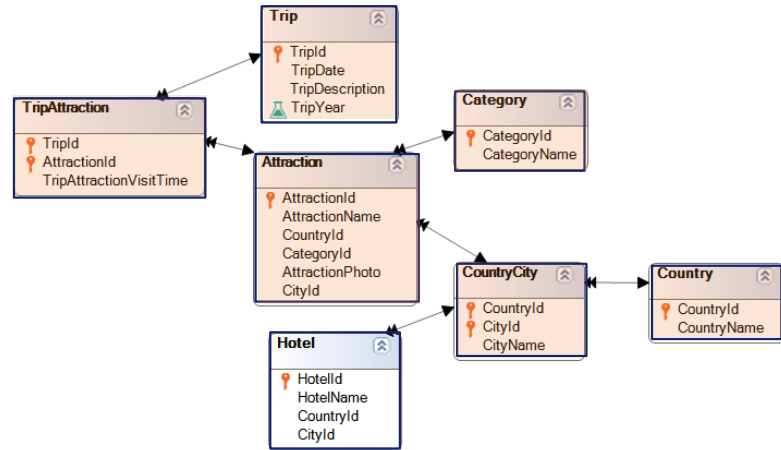 Trip
TripId
TripDate
TripDescription
TripYear
TripAttraction
TripId
AttractionId
TripAttractionVisitTime
Category
CategoryId
CategoryName
Attraction
AttractionId
AttractionName
CountryId
CategoryId
AttractionPhoto
CityId
CountryCity
CountryId
CityId
CityName
Country
CountryId
CountryName
Hotel
HotelId
HotelName
CountryId
CityId